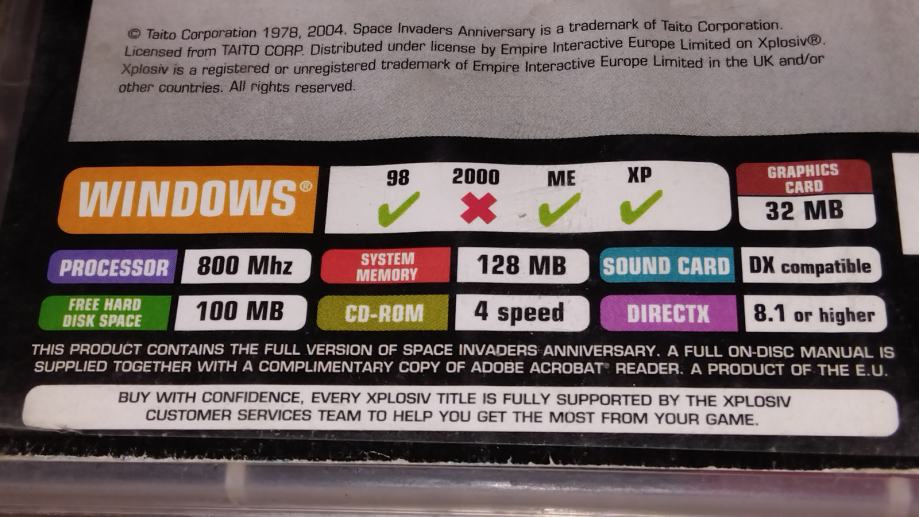 © Taito Corporation 1978, 2004. Space Invaders Anniversary is a trademark of Taito Corporation.
Licensed from TAITO CORP. Distributed under license by Empire Interactive Europe Limited on Xplosiv®.
Xplosiv is a registered or unregistered trademark of Empire Interactive Europe Limited in the UK and/or
other countries. All rights reserved.
WINDOWS®
98 2000 ME XP
GRAPHICS
CARD
32 MB
PROCESSOR 800 Mhz
SYSTEM
MEMORY
128 MB
SOUND CARD DX compatible
FREE HARD
DISK SPACE
100 MB
CD-ROM 4 speed
DIRECTX 8.1 or higher
THIS PRODUCT CONTAINS THE FULL VERSION OF SPACE INVADERS ANNIVERSARY. A FULL ON-DISC MANUAL IS
SUPPLIED TOGETHER WITH A COMPLIMENTARY COPY OF ADOBE ACROBAT® READER. A PRODUCT OF THE E.U.
BUY WITH CONFIDENCE, EVERY XPLOSIV TITLE IS FULLY SUPPORTED BY THE XPLOSIV
CUSTOMER SERVICES TEAM TO HELP YOU GET THE MOST FROM YOUR GAME.